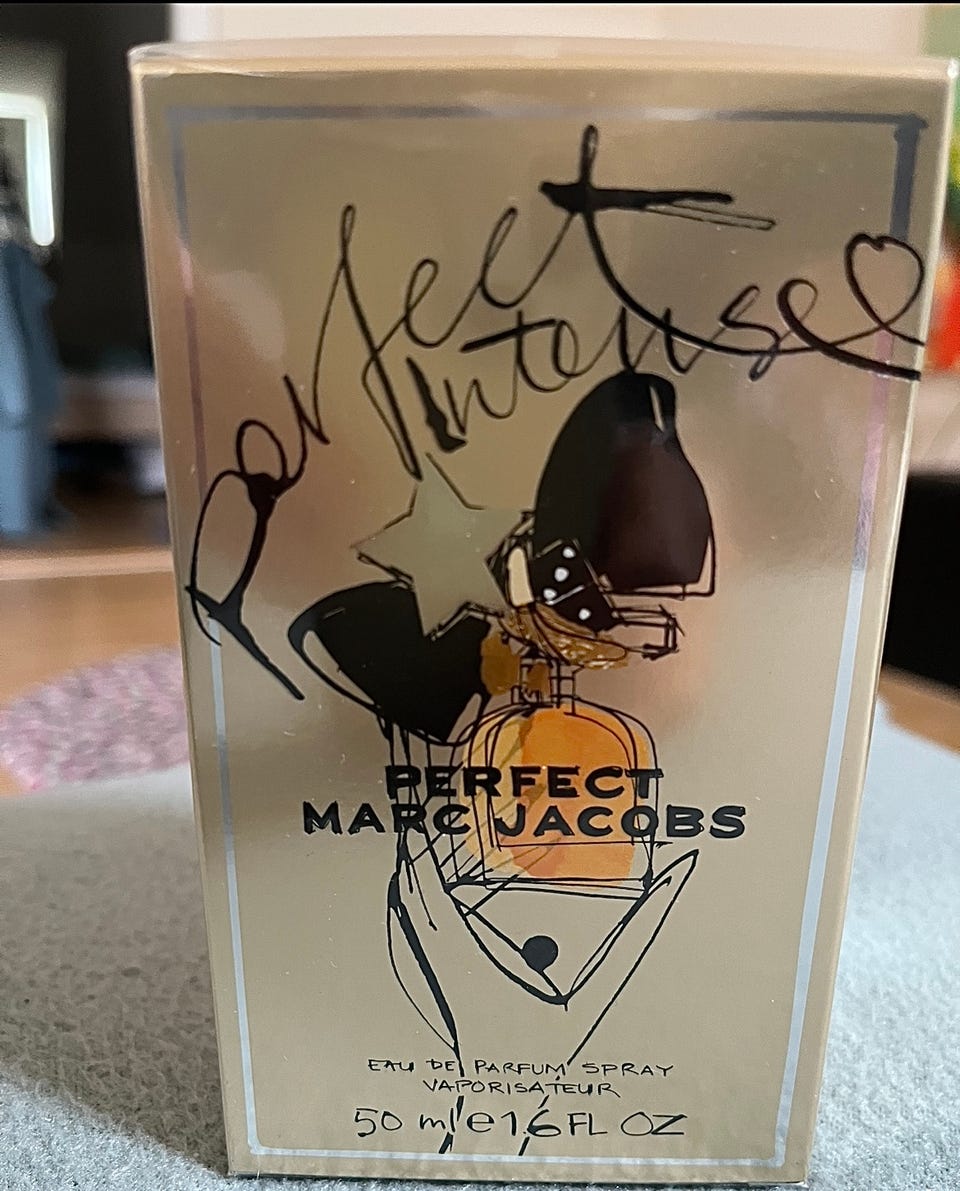 Perfect
Intense
PERFECT
MARC JACOBS
EAU DE PARFUM SPRAY
VAPORISATEUR
50 ml e 1.6 FL OZ